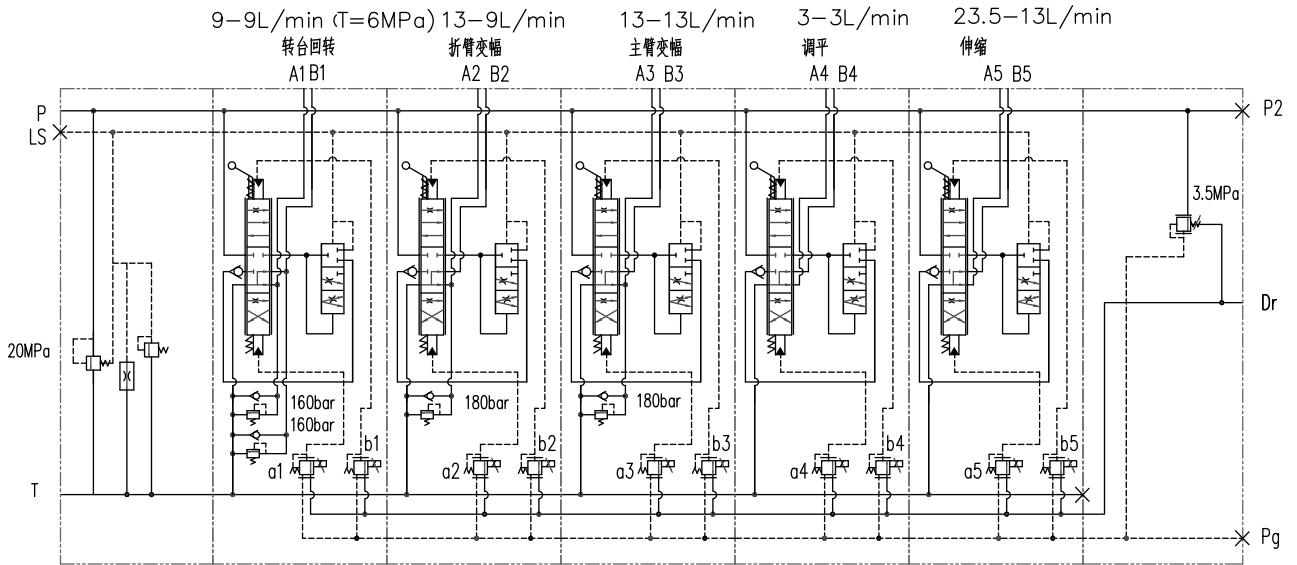 9-9L/min (T=6MPa) 13-9L/min 13-13L/min 3-3L/min 23.5-13L/min
转台回转 折臂变幅 主臂变幅 调平 伸缩
A1 B1 A2 B2 A3 B3 A4 B4 A5 B5
P P2
LS
3.5MPa
Dr
20MPa
160bar 180bar 180bar
160bar
b1 b2 b3 b4 b5
a1 a2 a3 a4 a5
T
Pg